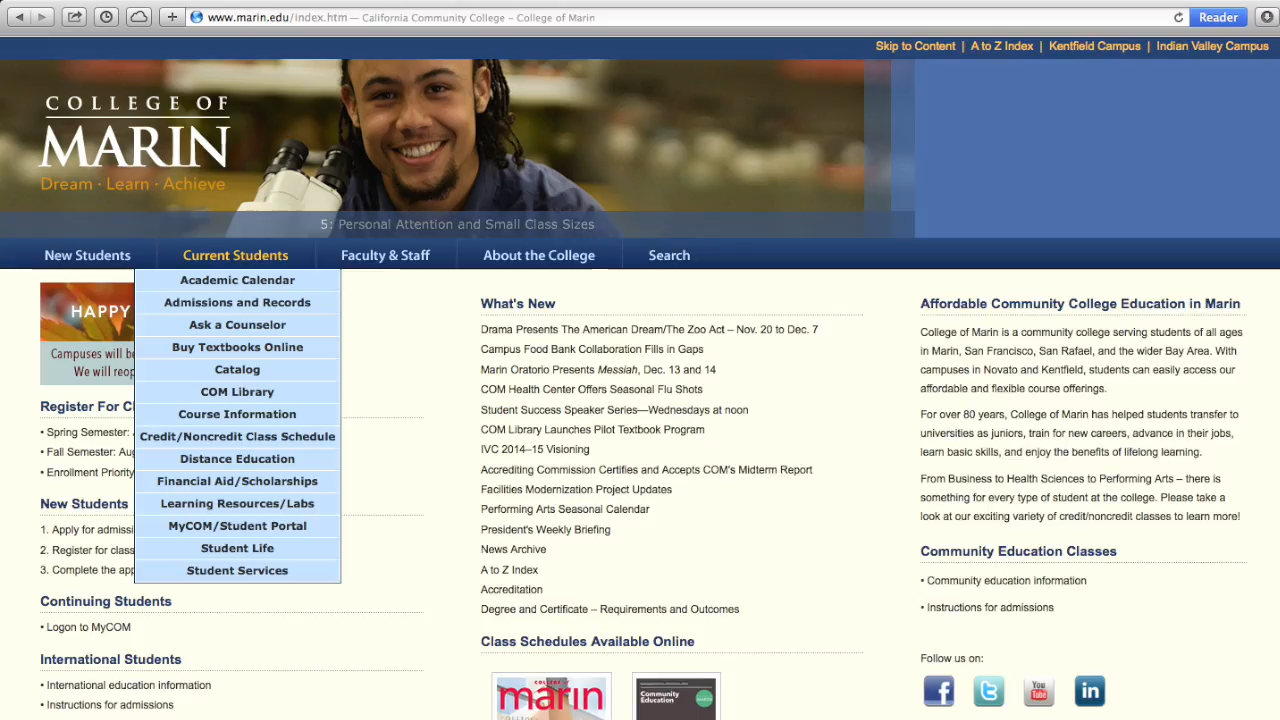 www.marin.edu/index.htm — California Community College – College of Marin
Reader
Skip to Content | A to Z Index | Kentfield Campus | Indian Valley Campus
COLLEGE OF
MARIN
Dream · Learn · Achieve
5: Personal Attention and Small Class Sizes
New Students
Current Students
Faculty & Staff
About the College
Search
Academic Calendar
Admissions and Records
Ask a Counselor
Buy Textbooks Online
Catalog
COM Library
Course Information
Credit/Noncredit Class Schedule
Distance Education
Financial Aid/Scholarships
Learning Resources/Labs
MyCOM/Student Portal
Student Life
Student Services
HAPPY
Campuses will be
We will reop
Register For Cl
• Spring Semester:
• Fall Semester: Aug
• Enrollment Priority
New Students
1. Apply for admissi
2. Register for class
3. Complete the app
Continuing Students
• Logon to MyCOM
International Students
• International education information
• Instructions for admissions
What's New
Drama Presents The American Dream/The Zoo Act – Nov. 20 to Dec. 7
Campus Food Bank Collaboration Fills in Gaps
Marin Oratorio Presents Messiah, Dec. 13 and 14
COM Health Center Offers Seasonal Flu Shots
Student Success Speaker Series—Wednesdays at noon
COM Library Launches Pilot Textbook Program
IVC 2014–15 Visioning
Accrediting Commission Certifies and Accepts COM's Midterm Report
Facilities Modernization Project Updates
Performing Arts Seasonal Calendar
President's Weekly Briefing
News Archive
A to Z Index
Accreditation
Degree and Certificate – Requirements and Outcomes
Class Schedules Available Online
COLLEGE OF
marin
Community
Education
Affordable Community College Education in Marin
College of Marin is a community college serving students of all ages
in Marin, San Francisco, San Rafael, and the wider Bay Area. With
campuses in Novato and Kentfield, students can easily access our
affordable and flexible course offerings.
For over 80 years, College of Marin has helped students transfer to
universities as juniors, train for new careers, advance in their jobs,
learn basic skills, and enjoy the benefits of lifelong learning.
From Business to Health Sciences to Performing Arts – there is
something for every type of student at the college. Please take a
look at our exciting variety of credit/noncredit classes to learn more!
Community Education Classes
• Community education information
• Instructions for admissions
Follow us on:
f
t
You
Tube
in